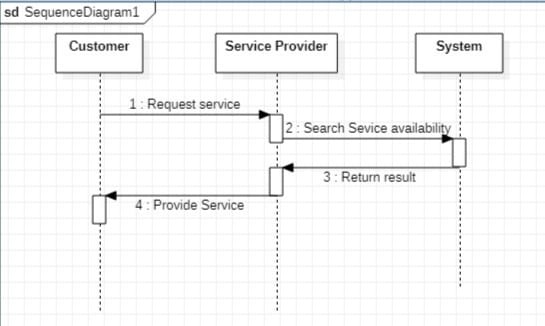 sd SequenceDiagram1
Customer
Service Provider
System
1 : Request service
2 : Search Sevice availability
3 : Return result
4 : Provide Service